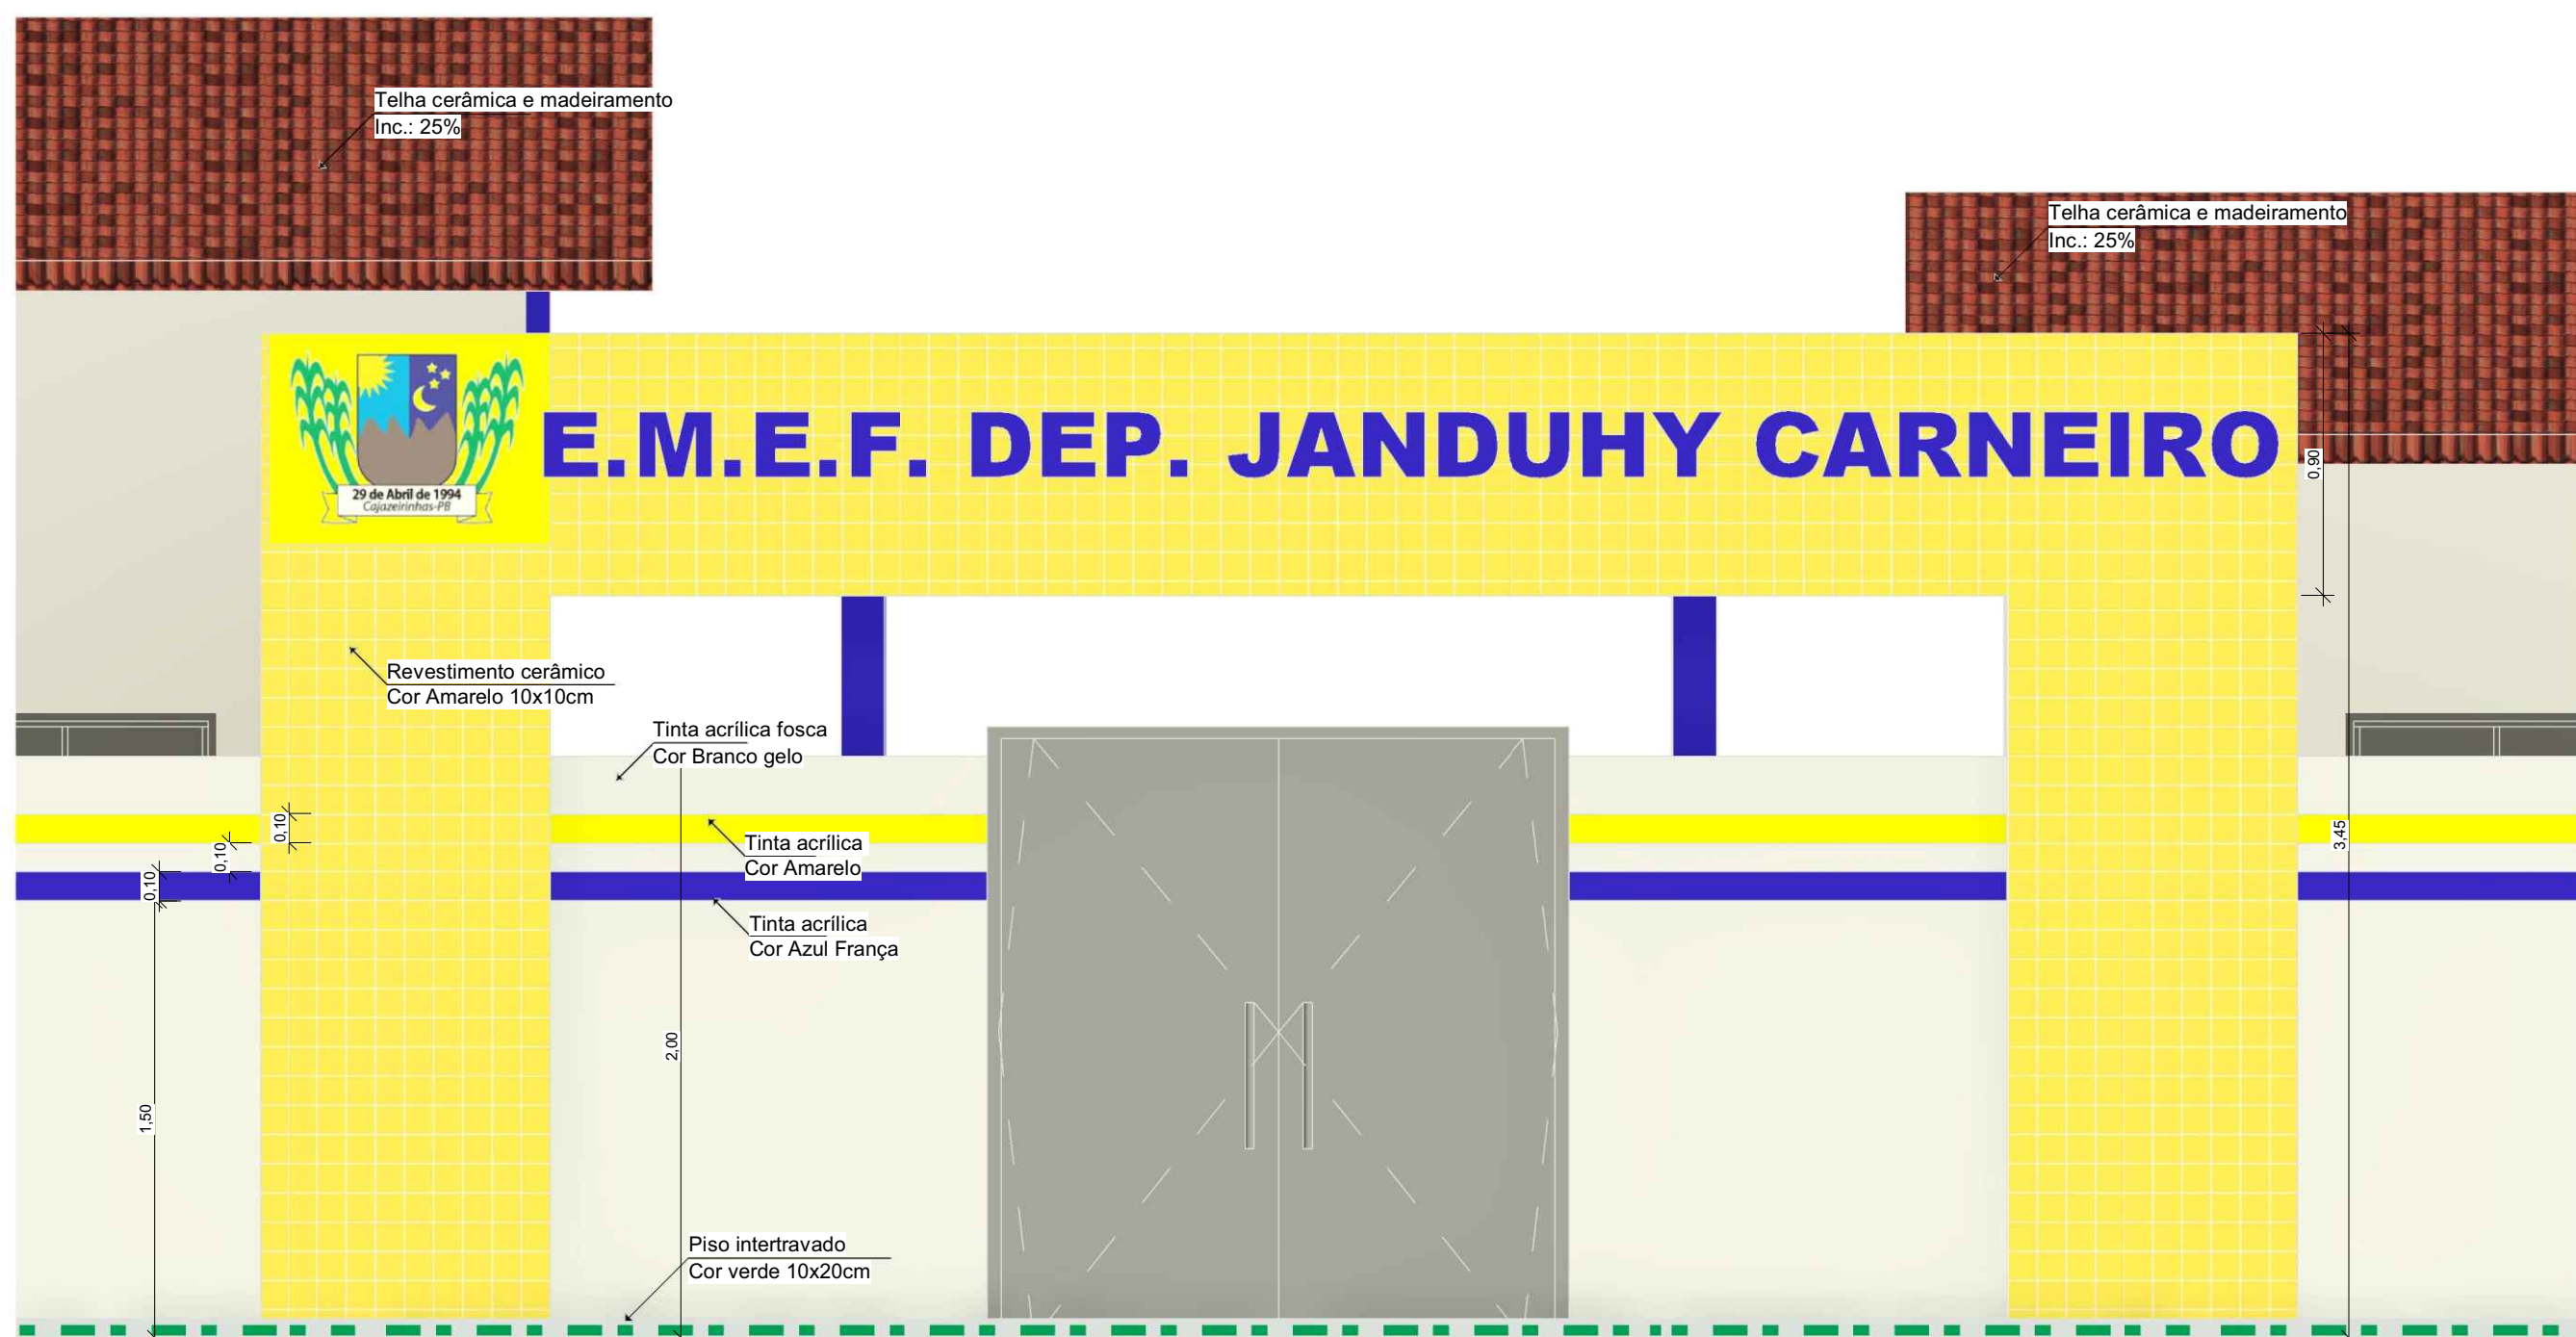 Telha cerâmica e madeiramento
Inc.: 25%
Telha cerâmica e madeiramento
Inc.: 25%
E.M.E.F. DEP. JANDUHY CARNEIRO
29 de Abril de 1994
Cajazeirinhas-PB
0,90
Revestimento cerâmico
Cor Amarelo 10x10cm
Tinta acrílica fosca
Cor Branco gelo
0,10
0,10
0,10
Tinta acrílica
Cor Amarelo
3,45
Tinta acrílica
Cor Azul França
2,00
1,50
Piso intertravado
Cor verde 10x20cm